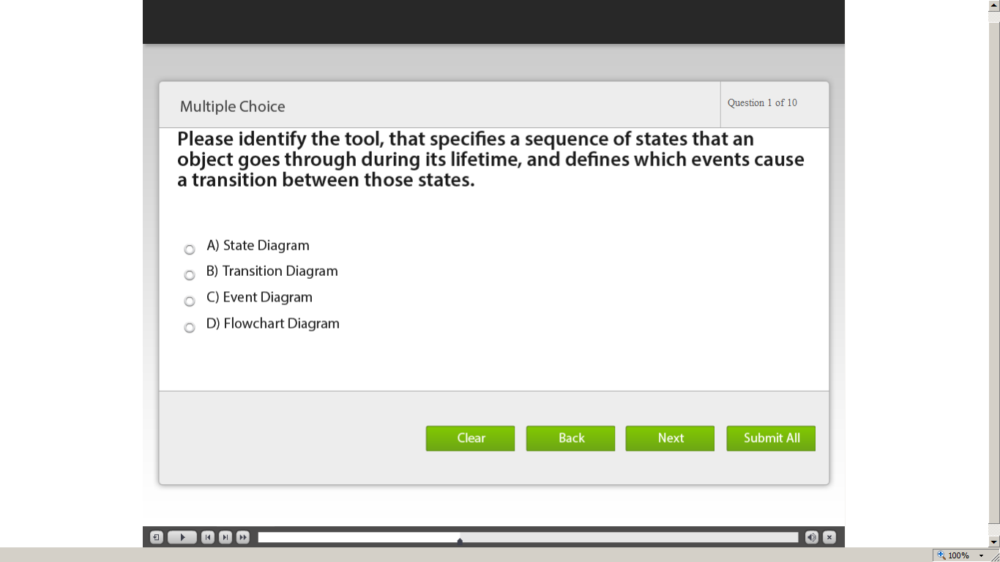 Multiple Choice
Question 1 of 10
Please identify the tool, that specifies a sequence of states that an
object goes through during its lifetime, and defines which events cause
a transition between those states.
A) State Diagram
B) Transition Diagram
C) Event Diagram
D) Flowchart Diagram
Clear
Back
Next
Submit All
100%